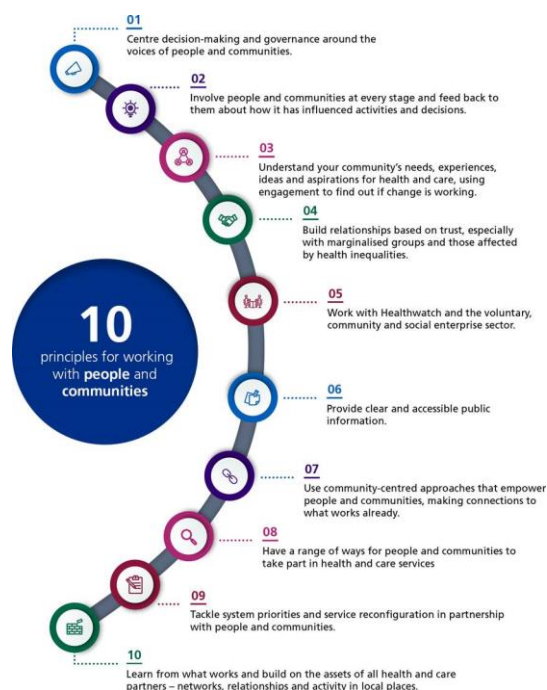 01
Centre decision-making and governance around the
voices of people and communities.
02
Involve people and communities at every stage and feed back to
them about how it has influenced activities and decisions.
03
Understand your community's needs, experiences,
ideas and aspirations for health and care, using
engagement to find out if change is working.
04
Build relationships based on trust, especially
with marginalised groups and those affected
by health inequalities.
05
Work with Healthwatch and the voluntary,
community and social enterprise sector.
10
principles for working
with people and
communities
06
Provide clear and accessible public
information.
07
Use community-centred approaches that empower
people and communities, making connections to
what works already.
08
Have a range of ways for people and communities to
take part in health and care services
09
Tackle system priorities and service reconfiguration in partnership
with people and communities.
10
Learn from what works and build on the assets of all health and care
partners – networks, relationships and activity in local places.